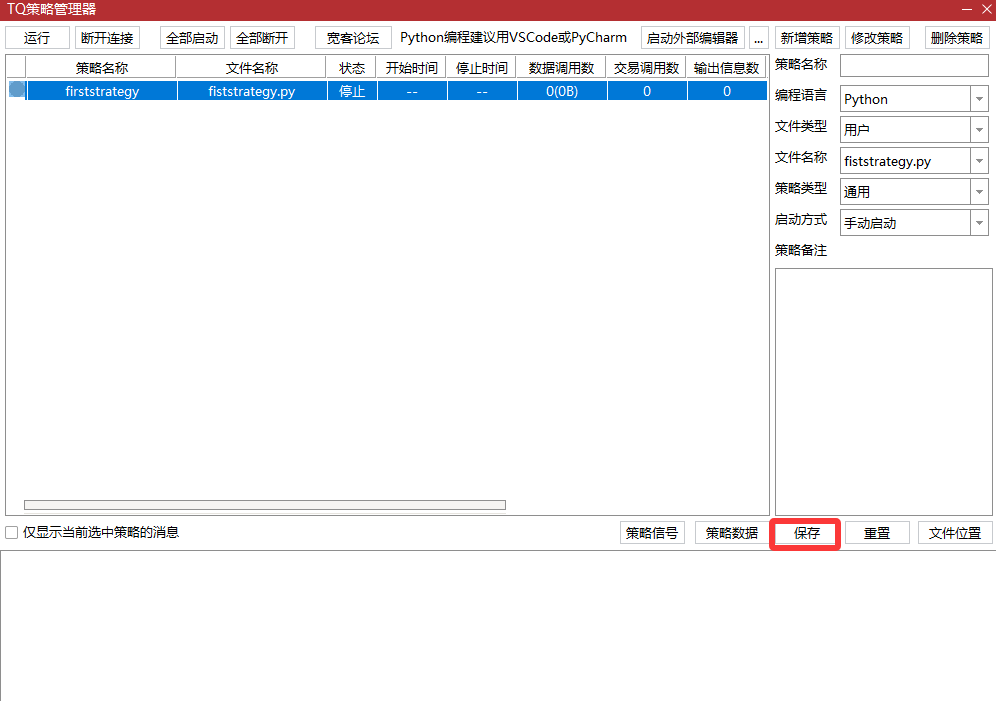 TQ策略管理器
运行 断开连接 全部启动 全部断开 宽客论坛 Python编程建议用VSCode或PyCharm 启动外部编辑器 ... 新增策略 修改策略 删除策略
策略名称 文件名称 状态 开始时间 停止时间 数据调用数 交易调用数 输出信息数
firststrategy fiststrategy.py 停止 -- -- 0(0B) 0 0
策略名称
编程语言 Python
文件类型 用户
文件名称 fiststrategy.py
策略类型 通用
启动方式 手动启动
策略备注
仅显示当前选中策略的消息 策略信号 策略数据 保存 重置 文件位置